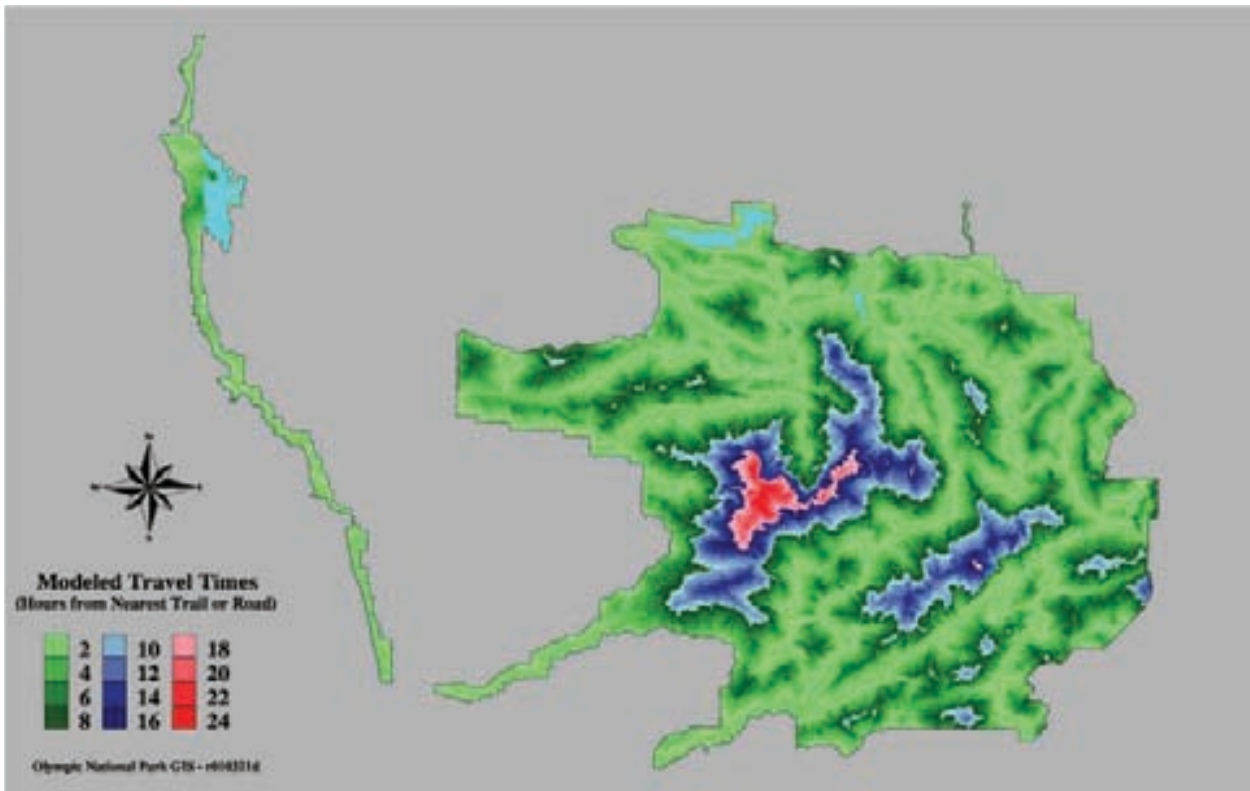 Modeled Travel Times
(Hours from Nearest Trail or Road)
2 10 18
4 12 20
6 14 22
8 16 24
Olympic National Park GIS -